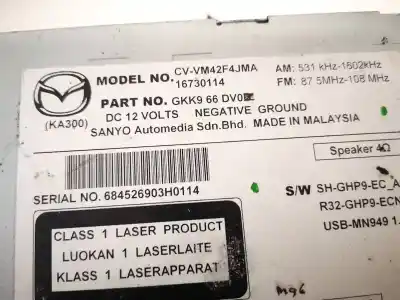 MODEL NO. CV-VM42F4JMA
16730114
AM: 531 kHz-1602kHz
FM: 87.5MHz-108 MHz
(KA300)
PART NO. GKK9 66 DV0
DC 12 VOLTS NEGATIVE GROUND
SANYO Automedia Sdn.Bhd. MADE IN MALAYSIA
Speaker 4Ω
SERIAL NO. 684526903H0114
S/W SH-GHP9-EC_A
R32-GHP9-ECN
USB-MN949 1.
CLASS 1 LASER PRODUCT
LUOKAN 1 LASERLAITE
KLASS 1 LASERAPPARAT
M96